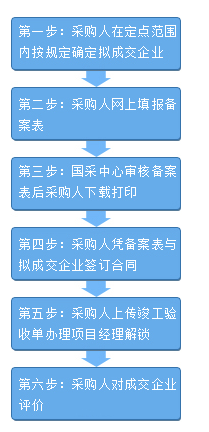 第一步：采购人在定点范围
内按规定确定拟成交企业
第二步：采购人网上填报备
案表
第三步：国采中心审核备案
表后采购人下载打印
第四步：采购人凭备案表与
拟成交企业签订合同
第五步：采购人上传竣工验
收单办理项目经理解锁
第六步：采购人对成交企业
评价